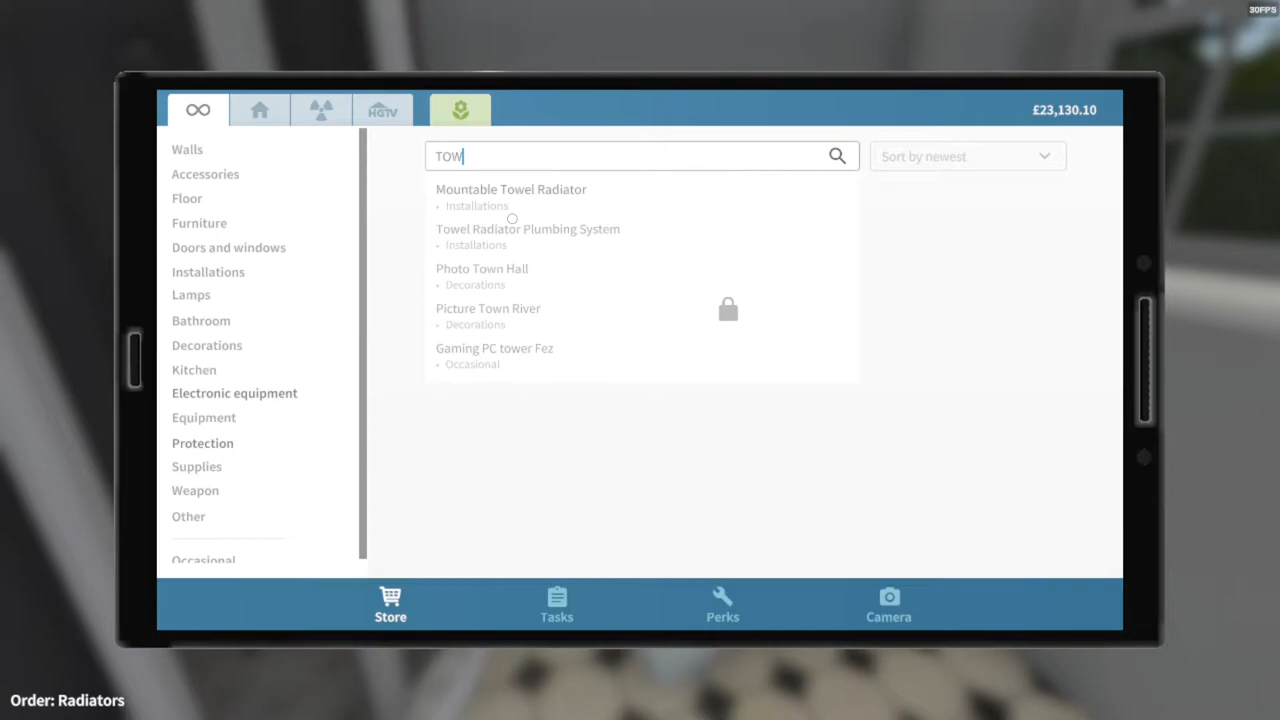 30FPS
HGTV
£23,130.10
Walls
Accessories
Floor
Furniture
Doors and windows
Installations
Lamps
Bathroom
Decorations
Kitchen
Electronic equipment
Equipment
Protection
Supplies
Weapon
Other
Occasional
TOW
Sort by newest
Mountable Towel Radiator
• Installations
Towel Radiator Plumbing System
• Installations
Photo Town Hall
• Decorations
Picture Town River
• Decorations
Gaming PC tower Fez
• Occasional
Store
Tasks
Perks
Camera
Order: Radiators